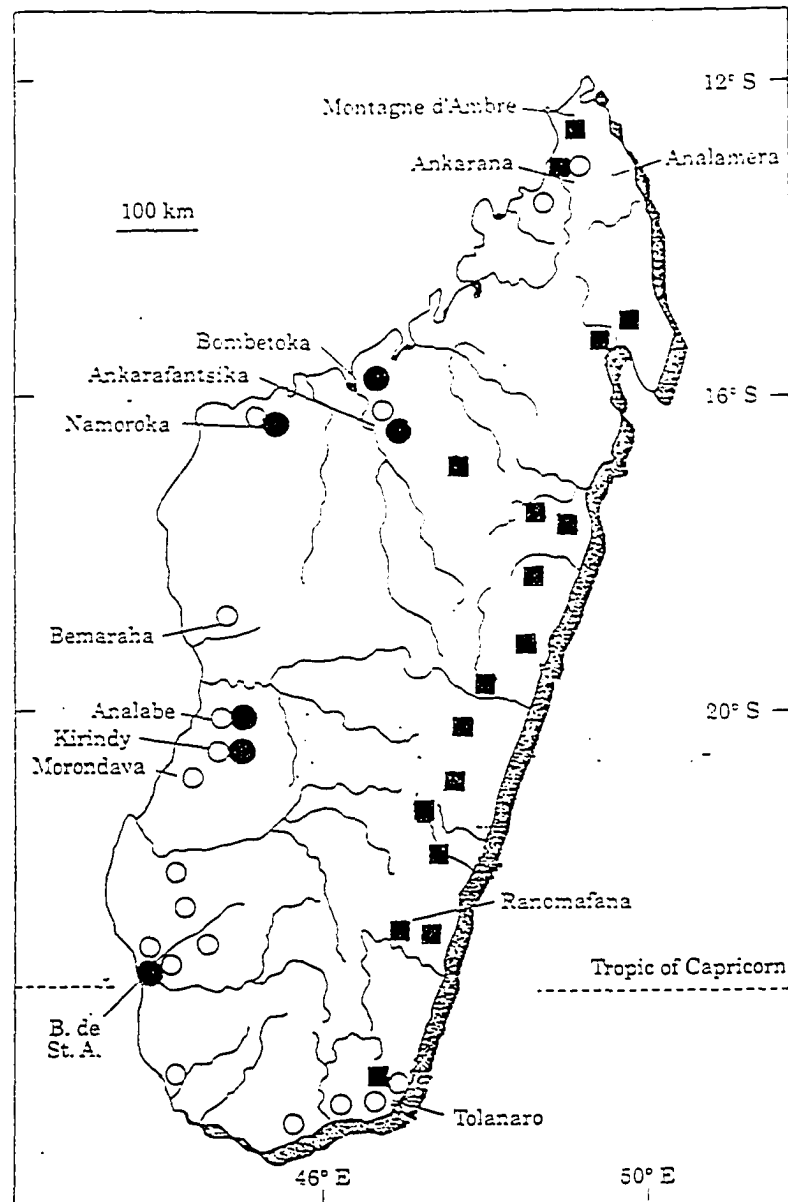 12° S
Montagne d'Ambre
Ankarana
Analamera
100 km
Bombetoka
Ankarafantsika
16° S
Namoroka
Bemaraha
Analabe
20° S
Kirindy
Morondava
Ranomafana
Tropic of Capricorn
B. de
St. A.
Tolanaro
46° E
50° E